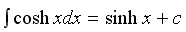 ∫cosh xdx = sinh x + c